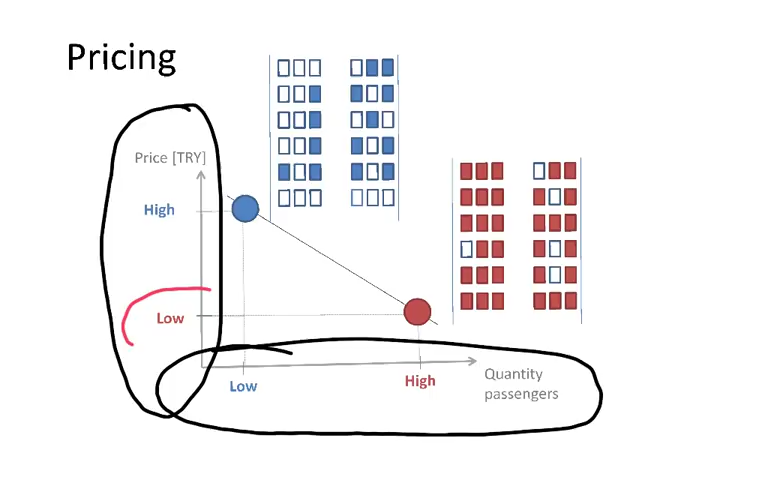 Pricing
Price [TRY]
High
Low
Low
High
Quantity
passengers